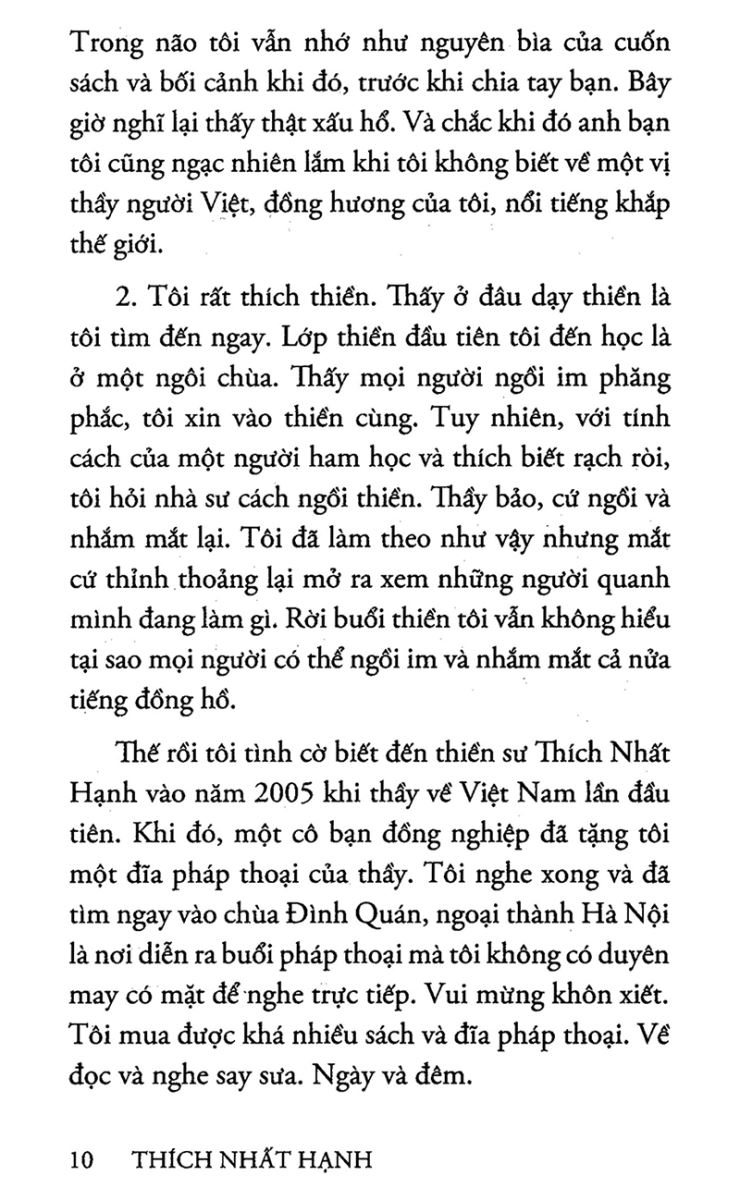 Trong não tôi vẫn nhớ như nguyên bìa của cuốn
sách và bối cảnh khi đó, trước khi chia tay bạn. Bây
giờ nghĩ lại thấy thật xấu hổ. Và chắc khi đó anh bạn
tôi cũng ngạc nhiên lắm khi tôi không biết về một vị
thầy người Việt, đồng hương của tôi, nổi tiếng khắp
thế giới.
2. Tôi rất thích thiền. Thấy ở đâu dạy thiền là
tôi tìm đến ngay. Lớp thiền đầu tiên tôi đến học là
ở một ngôi chùa. Thấy mọi người ngồi im phăng
phắc, tôi xin vào thiền cùng. Tuy nhiên, với tính
cách của một người ham học và thích biết rạch ròi,
tôi hỏi nhà sư cách ngồi thiền. Thầy bảo, cứ ngồi và
nhắm mắt lại. Tôi đã làm theo như vậy nhưng mắt
cứ thỉnh thoảng lại mở ra xem những người quanh
mình đang làm gì. Rời buổi thiền tôi vẫn không hiểu
tại sao mọi người có thể ngồi im và nhắm mắt cả nửa
tiếng đồng hồ.
Thế rồi tôi tình cờ biết đến thiền sư Thích Nhất
Hạnh vào năm 2005 khi thầy về Việt Nam lần đầu
tiên. Khi đó, một cô bạn đồng nghiệp đã tặng tôi
một đĩa pháp thoại của thầy. Tôi nghe xong và đã
tìm ngay vào chùa Đình Quán, ngoại thành Hà Nội
là nơi diễn ra buổi pháp thoại mà tôi không có duyên
may có mặt để nghe trực tiếp. Vui mừng khôn xiết.
Tôi mua được khá nhiều sách và đĩa pháp thoại. Về
đọc và nghe say sưa. Ngày và đêm.
10 THÍCH NHẤT HẠNH